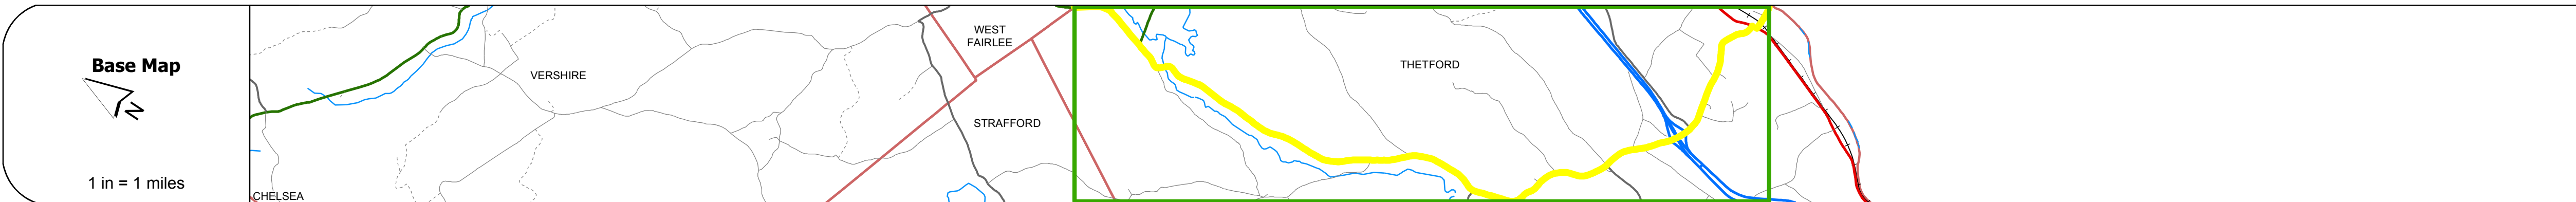 Base Map
N
1 in = 1 miles
VERSHIRE
CHELSEA
WEST
FAIRLEE
STRAFFORD
THETFORD